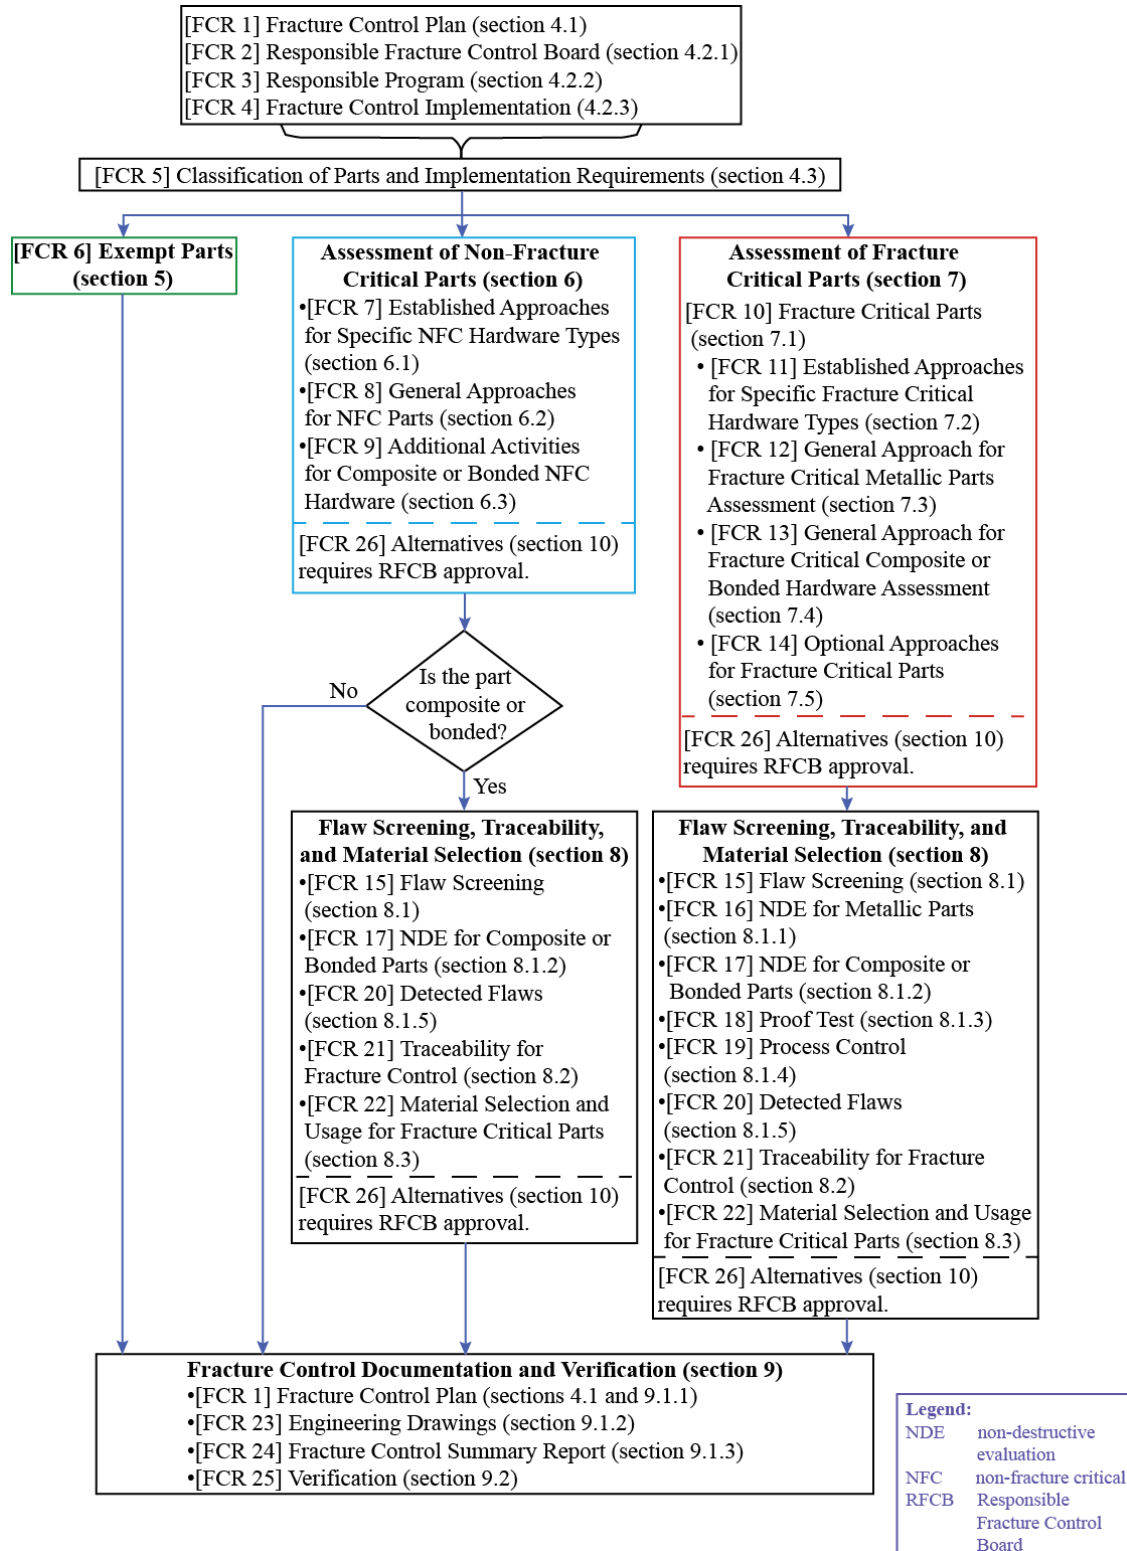 [FCR 1] Fracture Control Plan (section 4.1)
[FCR 2] Responsible Fracture Control Board (section 4.2.1)
[FCR 3] Responsible Program (section 4.2.2)
[FCR 4] Fracture Control Implementation (4.2.3)
[FCR 5] Classification of Parts and Implementation Requirements (section 4.3)
[FCR 6] Exempt Parts
(section 5)
Assessment of Non-Fracture
Critical Parts (section 6)
•[FCR 7] Established Approaches
for Specific NFC Hardware Types
(section 6.1)
•[FCR 8] General Approaches
for NFC Parts (section 6.2)
•[FCR 9] Additional Activities
for Composite or Bonded NFC
Hardware (section 6.3)
[FCR 26] Alternatives (section 10)
requires RFCB approval.
Assessment of Fracture
Critical Parts (section 7)
[FCR 10] Fracture Critical Parts
(section 7.1)
• [FCR 11] Established Approaches
for Specific Fracture Critical
Hardware Types (section 7.2)
• [FCR 12] General Approach for
Fracture Critical Metallic Parts
Assessment (section 7.3)
• [FCR 13] General Approach for
Fracture Critical Composite or
Bonded Hardware Assessment
(section 7.4)
• [FCR 14] Optional Approaches
for Fracture Critical Parts
(section 7.5)
[FCR 26] Alternatives (section 10)
requires RFCB approval.
Is the part
composite or
bonded?
No
Yes
Flaw Screening, Traceability,
and Material Selection (section 8)
•[FCR 15] Flaw Screening
(section 8.1)
•[FCR 17] NDE for Composite or
Bonded Parts (section 8.1.2)
•[FCR 20] Detected Flaws
(section 8.1.5)
•[FCR 21] Traceability for
Fracture Control (section 8.2)
•[FCR 22] Material Selection and
Usage for Fracture Critical Parts
(section 8.3)
[FCR 26] Alternatives (section 10)
requires RFCB approval.
Flaw Screening, Traceability, and
Material Selection (section 8)
•[FCR 15] Flaw Screening (section 8.1)
•[FCR 16] NDE for Metallic Parts
(section 8.1.1)
•[FCR 17] NDE for Composite or
Bonded Parts (section 8.1.2)
•[FCR 18] Proof Test (section 8.1.3)
•[FCR 19] Process Control
(section 8.1.4)
•[FCR 20] Detected Flaws
(section 8.1.5)
•[FCR 21] Traceability for Fracture
Control (section 8.2)
•[FCR 22] Material Selection and Usage
for Fracture Critical Parts (section 8.3)
[FCR 26] Alternatives (section 10)
requires RFCB approval.
Fracture Control Documentation and Verification (section 9)
•[FCR 1] Fracture Control Plan (sections 4.1 and 9.1.1)
•[FCR 23] Engineering Drawings (section 9.1.2)
•[FCR 24] Fracture Control Summary Report (section 9.1.3)
•[FCR 25] Verification (section 9.2)
Legend:
NDE non-destructive
evaluation
NFC non-fracture critical
RFCB Responsible
Fracture Control
Board